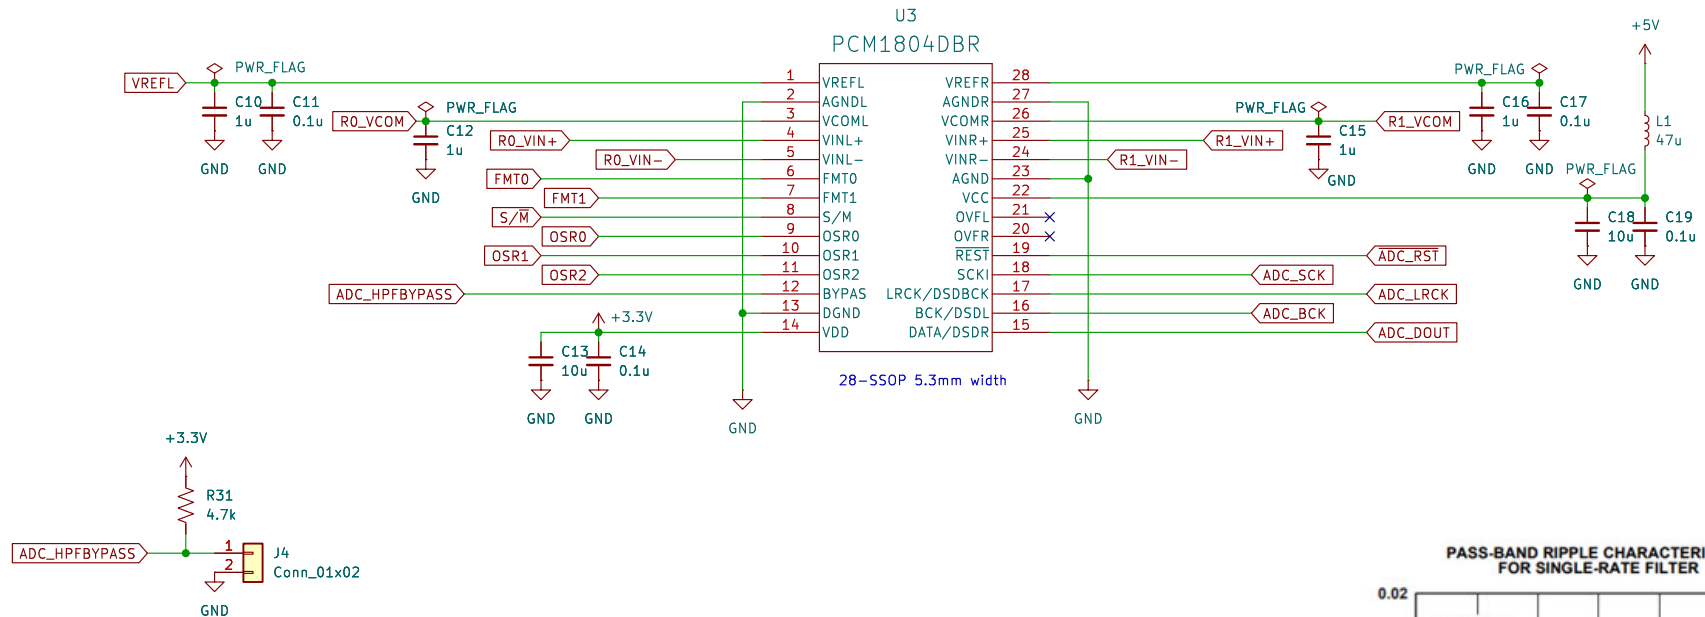 U3
PCM1804DBR
+5V
VREFL
PWR_FLAG
C10
1u
C11
0.1u
GND
GND
R0_VCOM
PWR_FLAG
C12
1u
GND
R0_VIN+
R0_VIN-
FMT0
FMT1
S/M
OSR0
OSR1
OSR2
ADC_HPFBYPASS
+3.3V
C13
10u
C14
0.1u
GND
GND
GND
1 VREFL
2 AGNDL
3 VCOML
4 VINL+
5 VINL-
6 FMT0
7 FMT1
8 S/M
9 OSR0
10 OSR1
11 OSR2
12 BYPAS
13 DGND
14 VDD
VREFR 28
AGNDR 27
VCOMR 26
VINR+ 25
VINR- 24
AGND 23
VCC 22
OVFL 21
OVFR 20
REST 19
SCKI 18
LRCK/DSDBCK 17
BCK/DSDL 16
DATA/DSDR 15
28-SSOP 5.3mm width
GND
PWR_FLAG
C15
1u
GND
R1_VCOM
R1_VIN+
R1_VIN-
PWR_FLAG
C16
1u
C17
0.1u
GND
GND
L1
47u
PWR_FLAG
C18
10u
C19
0.1u
GND
GND
ADC_RST
ADC_SCK
ADC_LRCK
ADC_BCK
ADC_DOUT
+3.3V
R31
4.7k
ADC_HPFBYPASS
1
2
J4
Conn_01x02
GND
PASS-BAND RIPPLE CHARACTERI
FOR SINGLE-RATE FILTER
0.02